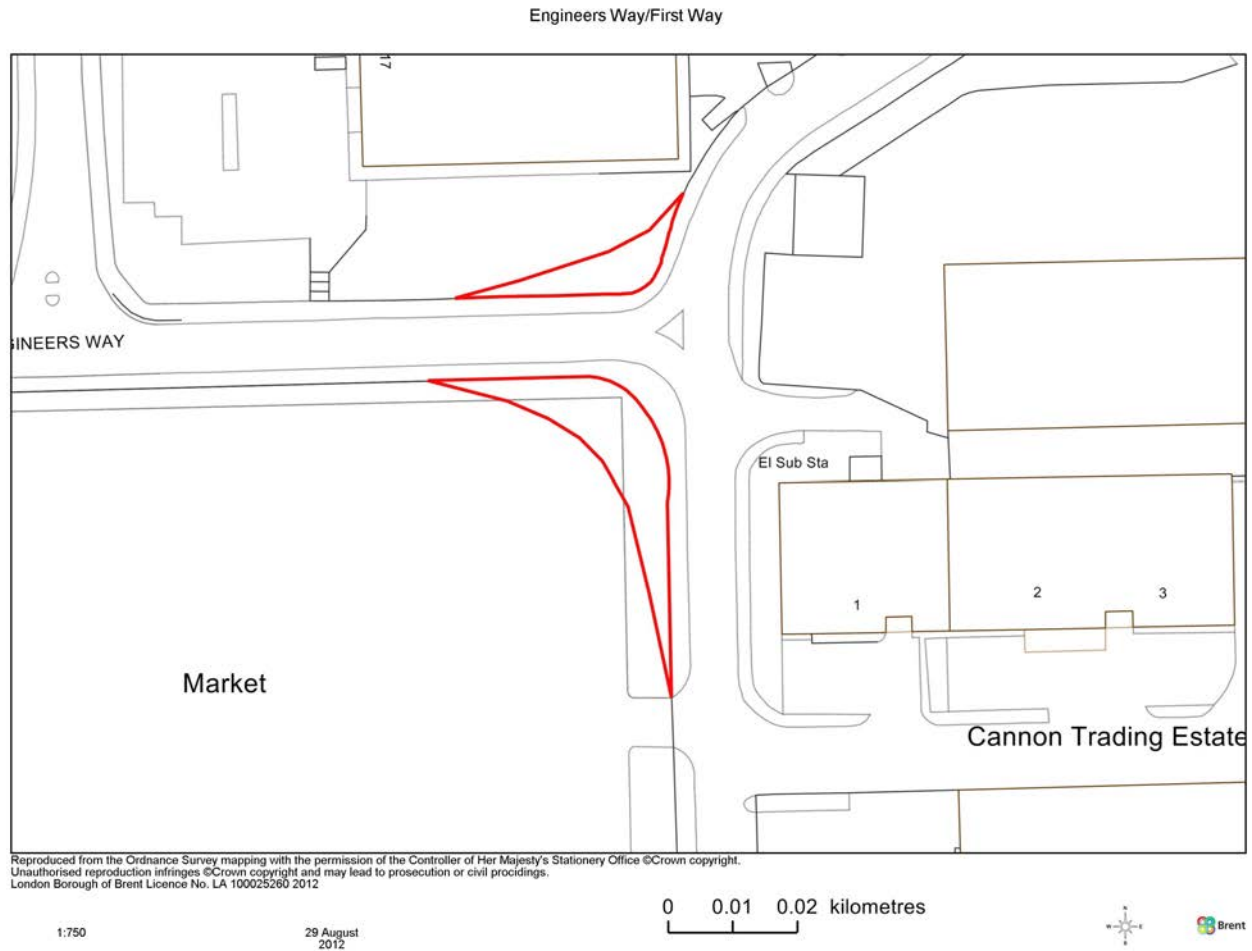 Engineers Way/First Way
17
GINEERS WAY
El Sub Sta
1
2
3
Market
Cannon Trading Estate
Reproduced from the Ordnance Survey mapping with the permission of the Controller of Her Majesty's Stationery Office ©Crown copyright.
Unauthorised reproduction infringes ©Crown copyright and may lead to prosecution or civil procidings.
London Borough of Brent Licence No. LA 100025260 2012
0 0.01 0.02 kilometres
1:750
29 August
2012
N
W E
S
Brent